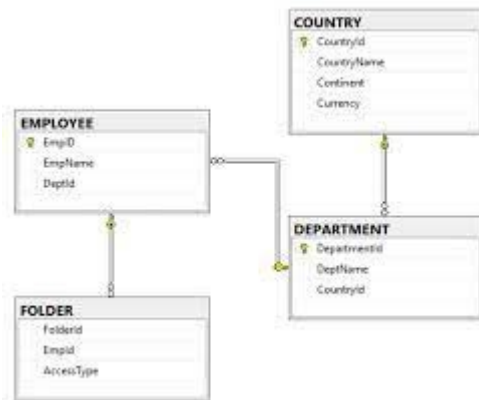 COUNTRY
CountryId
CountryName
Continent
Currency
EMPLOYEE
EmpID
EmpName
DeptId
DEPARTMENT
DepartmentId
DeptName
CountryId
FOLDER
FolderId
EmpId
AccessType